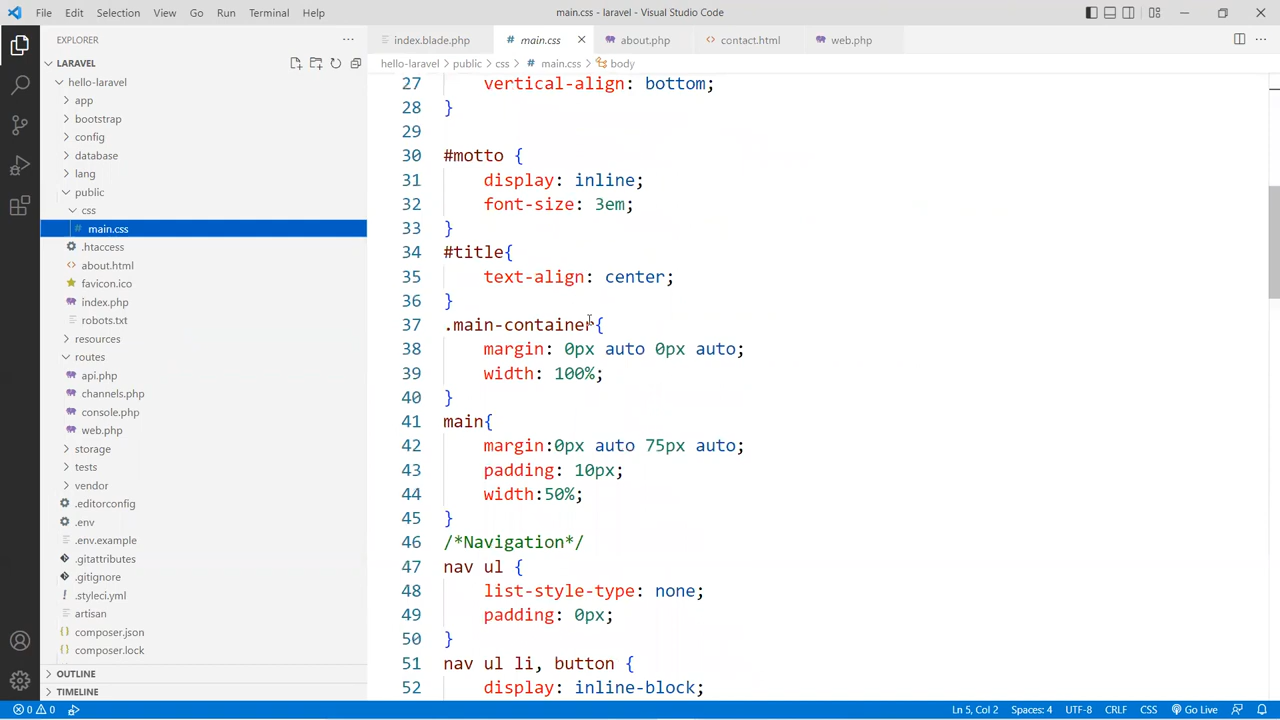 File Edit Selection View Go Run Terminal Help main.css - laravel - Visual Studio Code
EXPLORER
LARAVEL
hello-laravel
app
bootstrap
config
database
lang
public
css
# main.css
.htaccess
<> about.html
favicon.ico
index.php
robots.txt
resources
routes
api.php
channels.php
console.php
web.php
storage
tests
vendor
.editorconfig
.env
.env.example
.gitattributes
.gitignore
.styleci.yml
artisan
composer.json
composer.lock
OUTLINE
TIMELINE
index.blade.php # main.css about.php <> contact.html web.php
hello-laravel > public > css > # main.css > body
27 vertical-align: bottom;
28 }
29
30 #motto {
31 display: inline;
32 font-size: 3em;
33 }
34 #title{
35 text-align: center;
36 }
37 .main-container{
38 margin: 0px auto 0px auto;
39 width: 100%;
40 }
41 main{
42 margin:0px auto 75px auto;
43 padding: 10px;
44 width:50%;
45 }
46 /*Navigation*/
47 nav ul {
48 list-style-type: none;
49 padding: 0px;
50 }
51 nav ul li, button {
52 display: inline-block;
0 0 Ln 5, Col 2 Spaces: 4 UTF-8 CRLF CSS Go Live